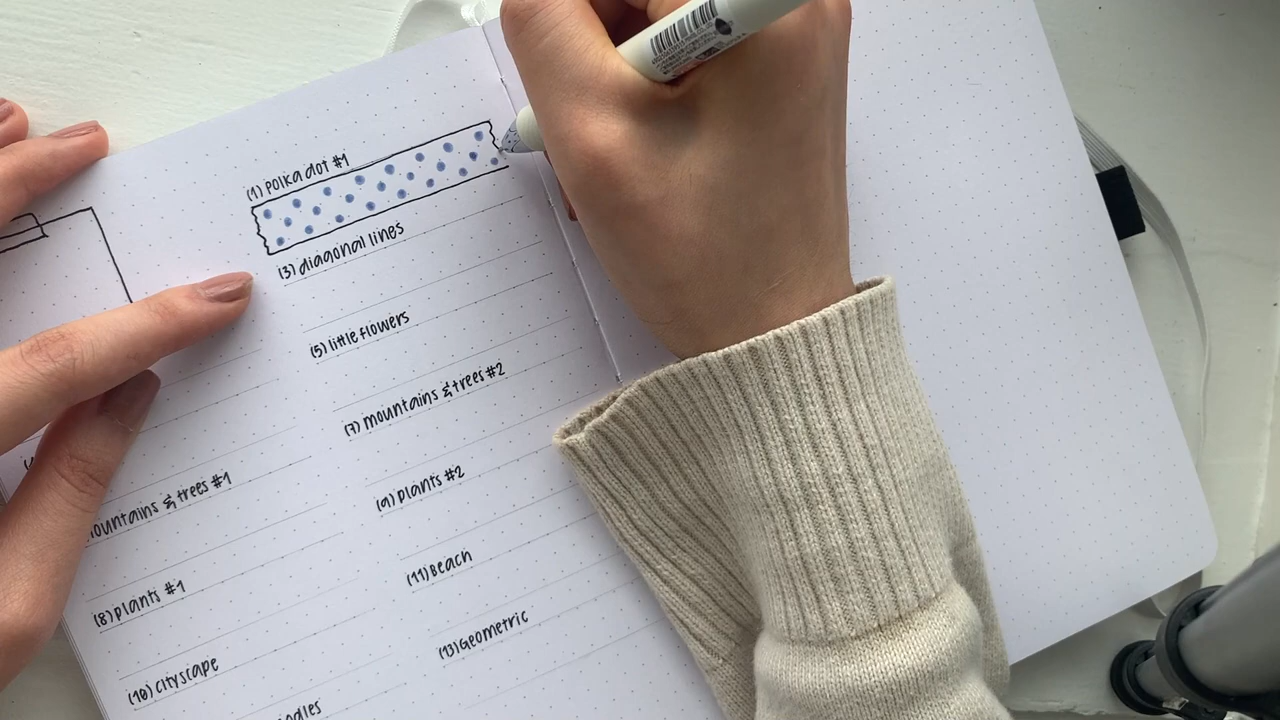 (1) polka dot #1
(3) diagonal lines
(5) little flowers
(7) mountains & trees #2
(9) plants #2
(11) Beach
(13) Geometric
mountains & trees #1
(8) plants #1
(10) cityscape